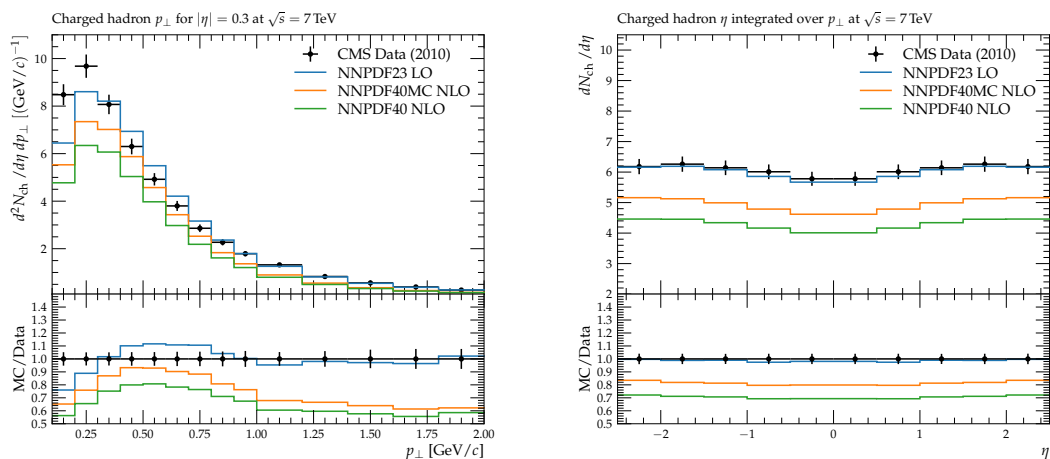 Charged hadron p⊥ for |η| = 0.3 at √s = 7 TeV
d²N_ch / dη dp⊥ [(GeV/c)⁻¹]
10
8
6
4
2
CMS Data (2010)
NNPDF23 LO
NNPDF40MC NLO
NNPDF40 NLO
MC/Data
1.4
1.3
1.2
1.1
1.0
0.9
0.8
0.7
0.6
0.5
0.25 0.50 0.75 1.00 1.25 1.50 1.75 2.00
p⊥ [GeV/c]
Charged hadron η integrated over p⊥ at √s = 7 TeV
dN_ch / dη
10
9
8
7
6
5
4
3
2
CMS Data (2010)
NNPDF23 LO
NNPDF40MC NLO
NNPDF40 NLO
MC/Data
1.4
1.3
1.2
1.1
1.0
0.9
0.8
0.7
0.6
0.5
−2 −1 0 1 2
η